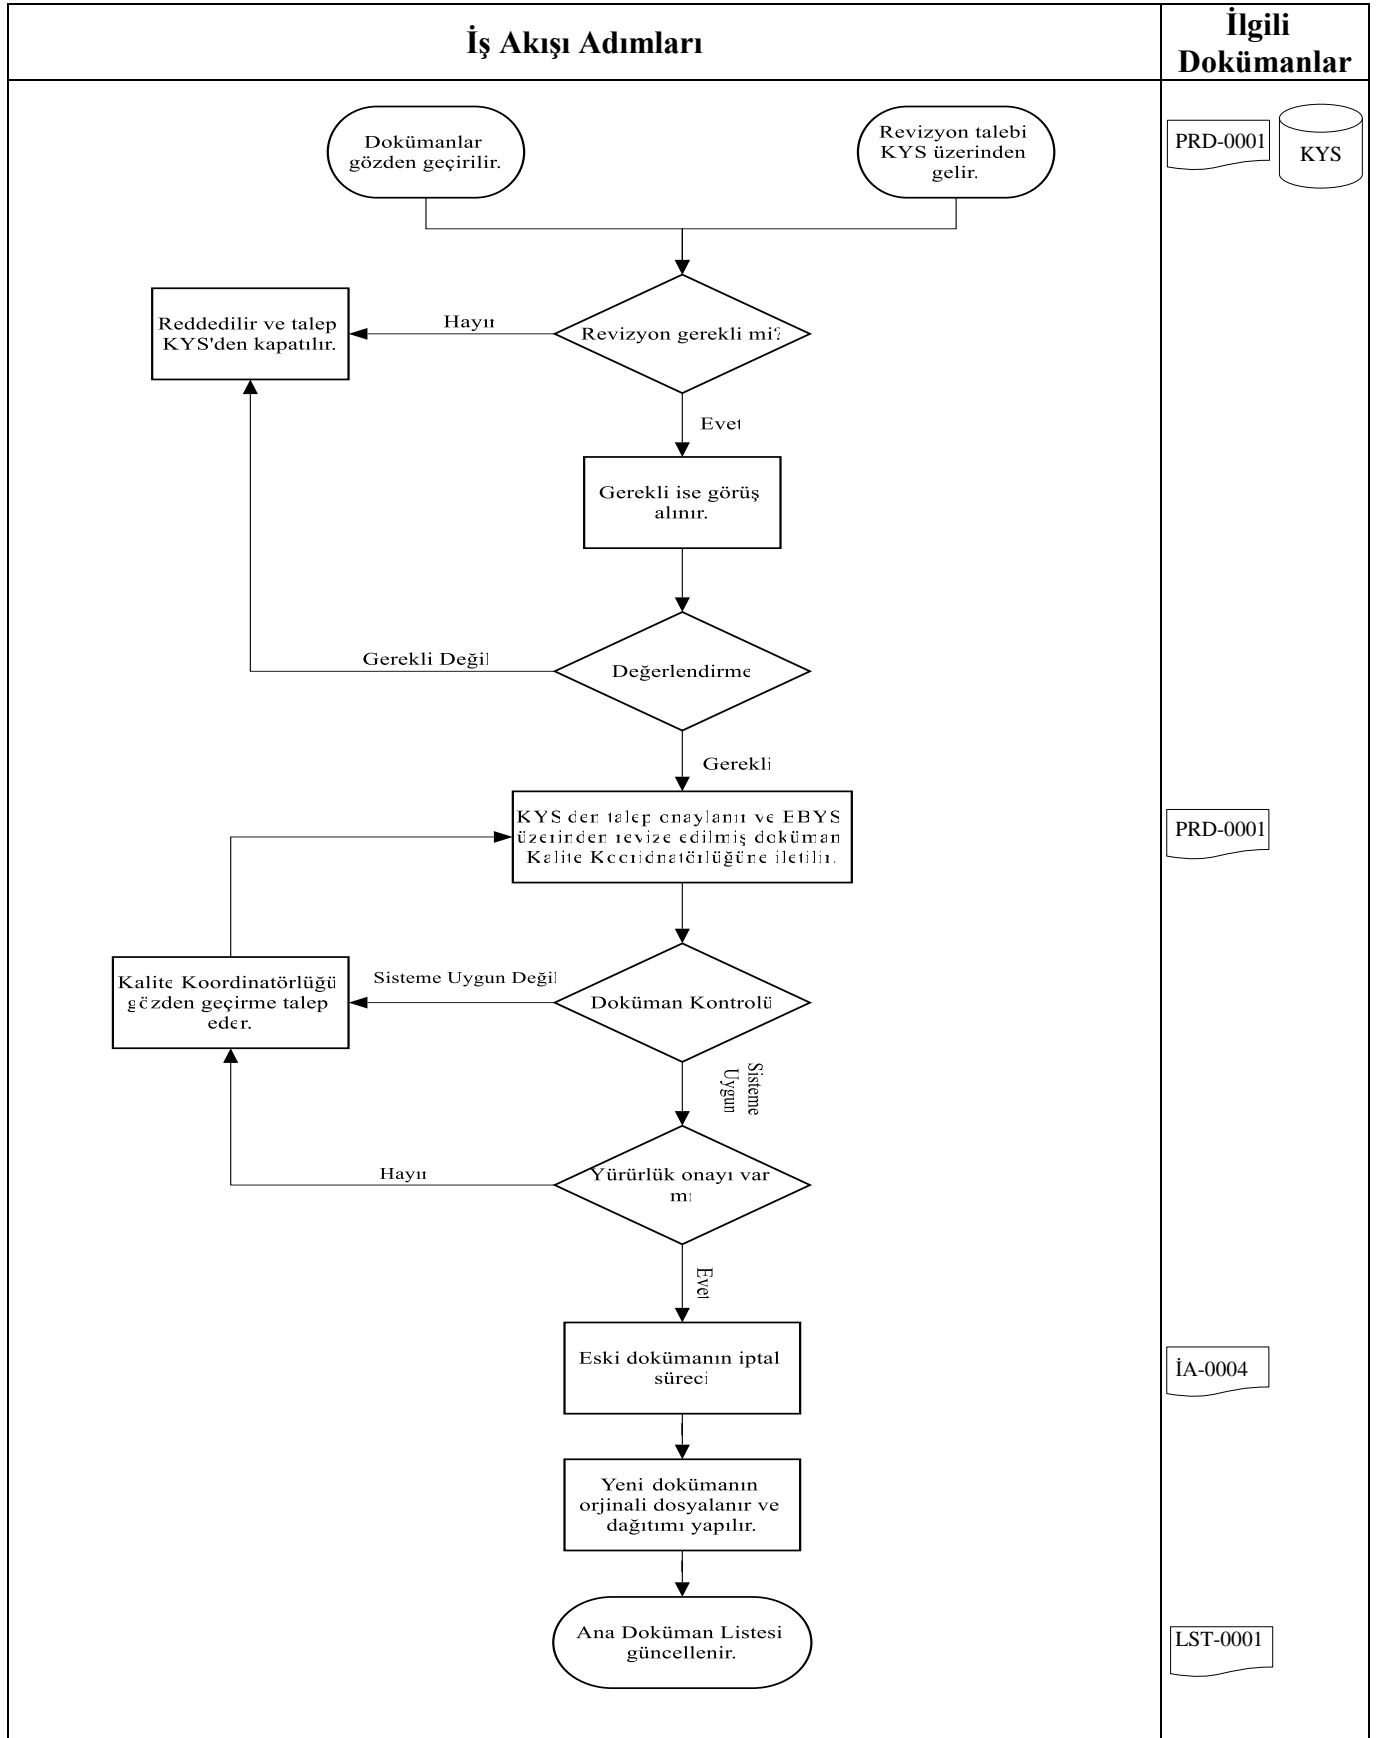 İş Akışı Adımları
İlgili
Dokümanlar
Dokümanlar
gözden geçirilir.
Revizyon talebi
KYS üzerinden
gelir.
PRD-0001
KYS
Reddedilir ve talep
KYS'den kapatılır.
Hayır
Revizyon gerekli mi?
Evet
Gerekli ise görüş
alınır.
Gerekli Değil
Değerlendirme
Gerekli
KYS den talep onaylanır ve EBYS
üzerinden revize edilmiş doküman
Kalite Kooridnatörlüğüne iletilir.
PRD-0001
Kalite Koordinatörlüğü
gözden geçirme talep
eder.
Sisteme Uygun Değil
Doküman Kontrolü
Sisteme
Uygun
Hayır
Yürürlük onayı var
mı
Evet
Eski dokümanın iptal
süreci
İA-0004
Yeni dokümanın
orjinali dosyalanır ve
dağıtımı yapılır.
Ana Doküman Listesi
güncellenir.
LST-0001